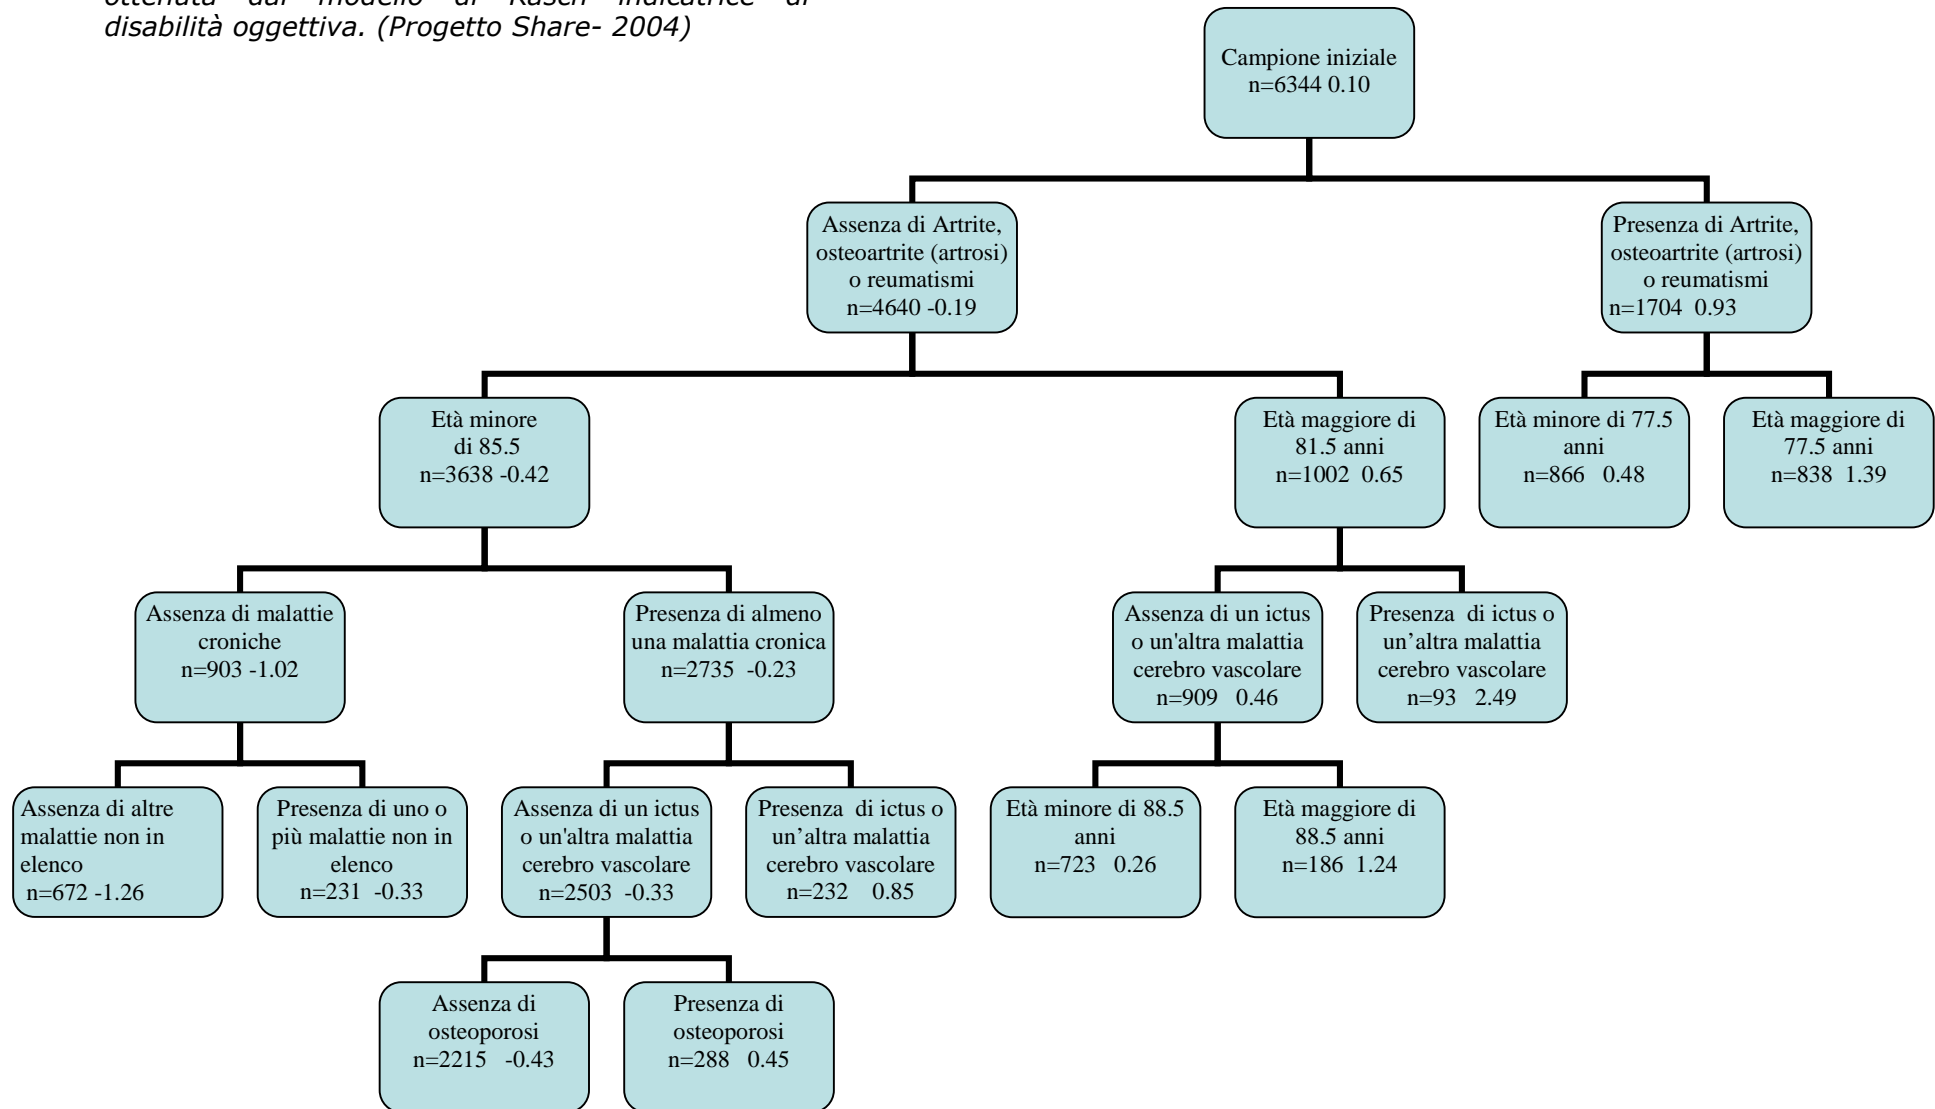 ottenuta dal modello di Rasch indicatrice di
disabilità oggettiva. (Progetto Share- 2004)
Campione iniziale
n=6344 0.10
Assenza di Artrite,
osteoartrite (artrosi)
o reumatismi
n=4640 -0.19
Presenza di Artrite,
osteoartrite (artrosi)
o reumatismi
n=1704 0.93
Età minore
di 85.5
n=3638 -0.42
Età maggiore di
81.5 anni
n=1002 0.65
Età minore di 77.5
anni
n=866 0.48
Età maggiore di
77.5 anni
n=838 1.39
Assenza di malattie
croniche
n=903 -1.02
Presenza di almeno
una malattia cronica
n=2735 -0.23
Assenza di un ictus
o un'altra malattia
cerebro vascolare
n=909 0.46
Presenza di ictus o
un’altra malattia
cerebro vascolare
n=93 2.49
Assenza di altre
malattie non in
elenco
n=672 -1.26
Presenza di uno o
più malattie non in
elenco
n=231 -0.33
Assenza di un ictus
o un'altra malattia
cerebro vascolare
n=2503 -0.33
Presenza di ictus o
un’altra malattia
cerebro vascolare
n=232 0.85
Età minore di 88.5
anni
n=723 0.26
Età maggiore di
88.5 anni
n=186 1.24
Assenza di
osteoporosi
n=2215 -0.43
Presenza di
osteoporosi
n=288 0.45